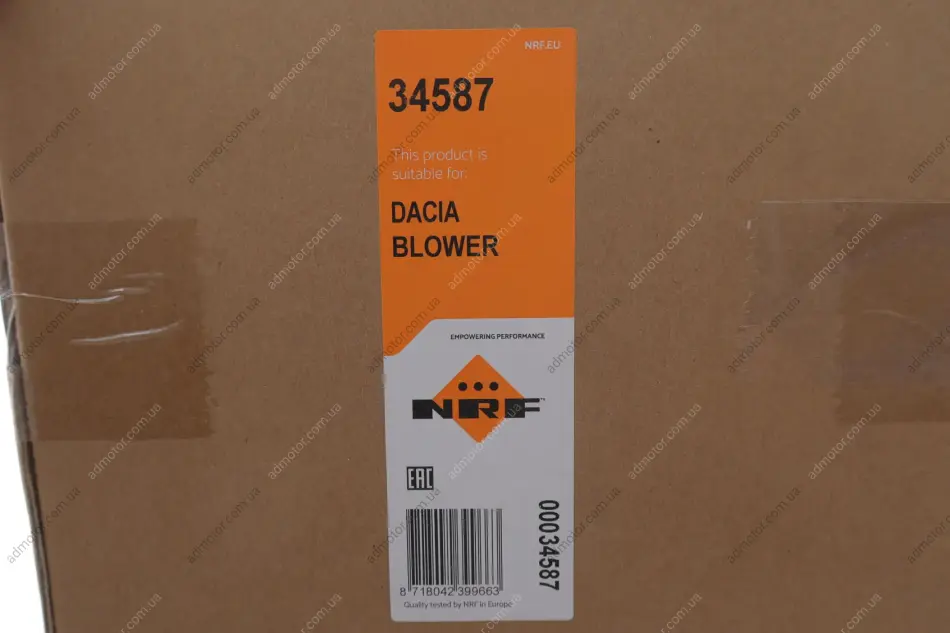 NRF.EU
34587
This product is
suitable for:
DACIA
BLOWER
EMPOWERING PERFORMANCE
NRF™
EAC
00034587
8 718042 399663
Quality tested by NRF in Europe
admotor.com.ua